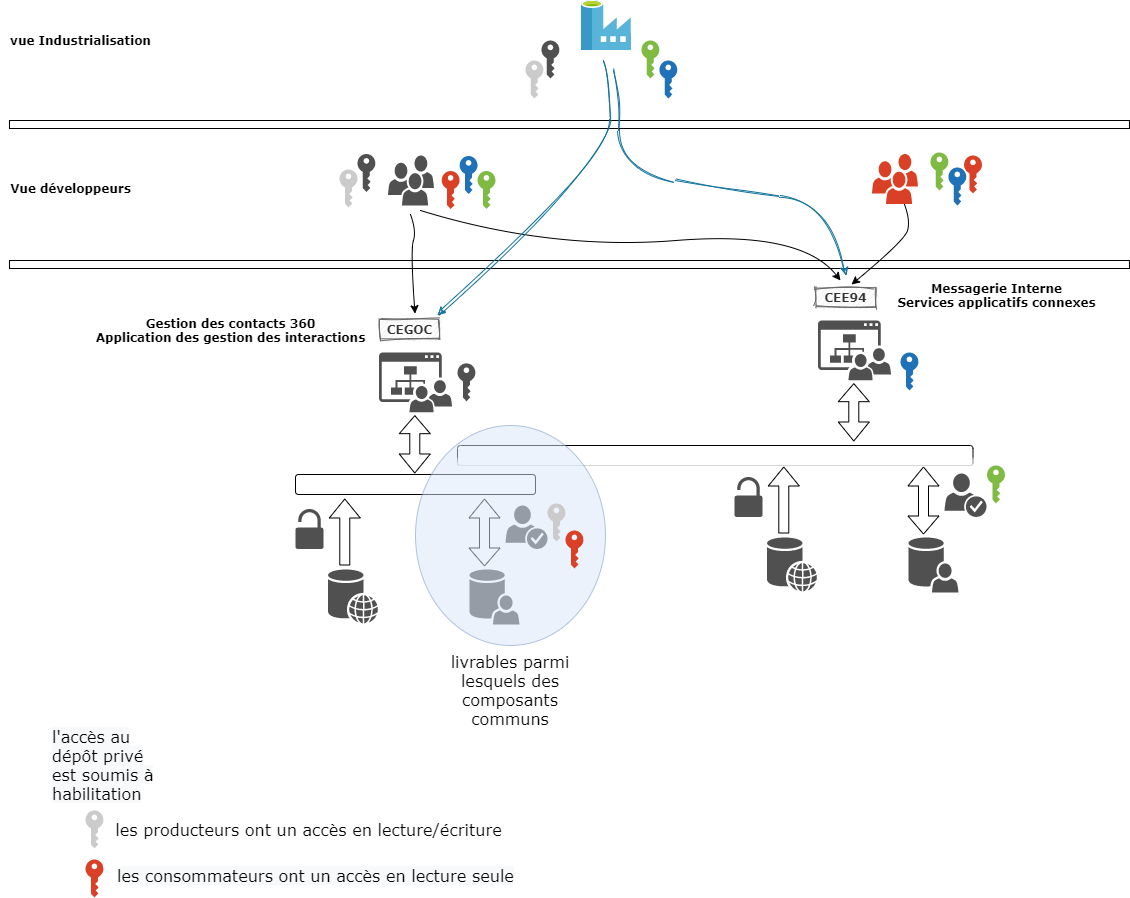 vue Industrialisation
Vue développeurs
Messagerie Interne
Services applicatifs connexes
CEE94
Gestion des contacts 360
Application des gestion des interactions
CEGOC
livrables parmi
lesquels des
composants
communs
l'accès au
dépôt privé
est soumis à
habilitation
les producteurs ont un accès en lecture/écriture
les consommateurs ont un accès en lecture seule